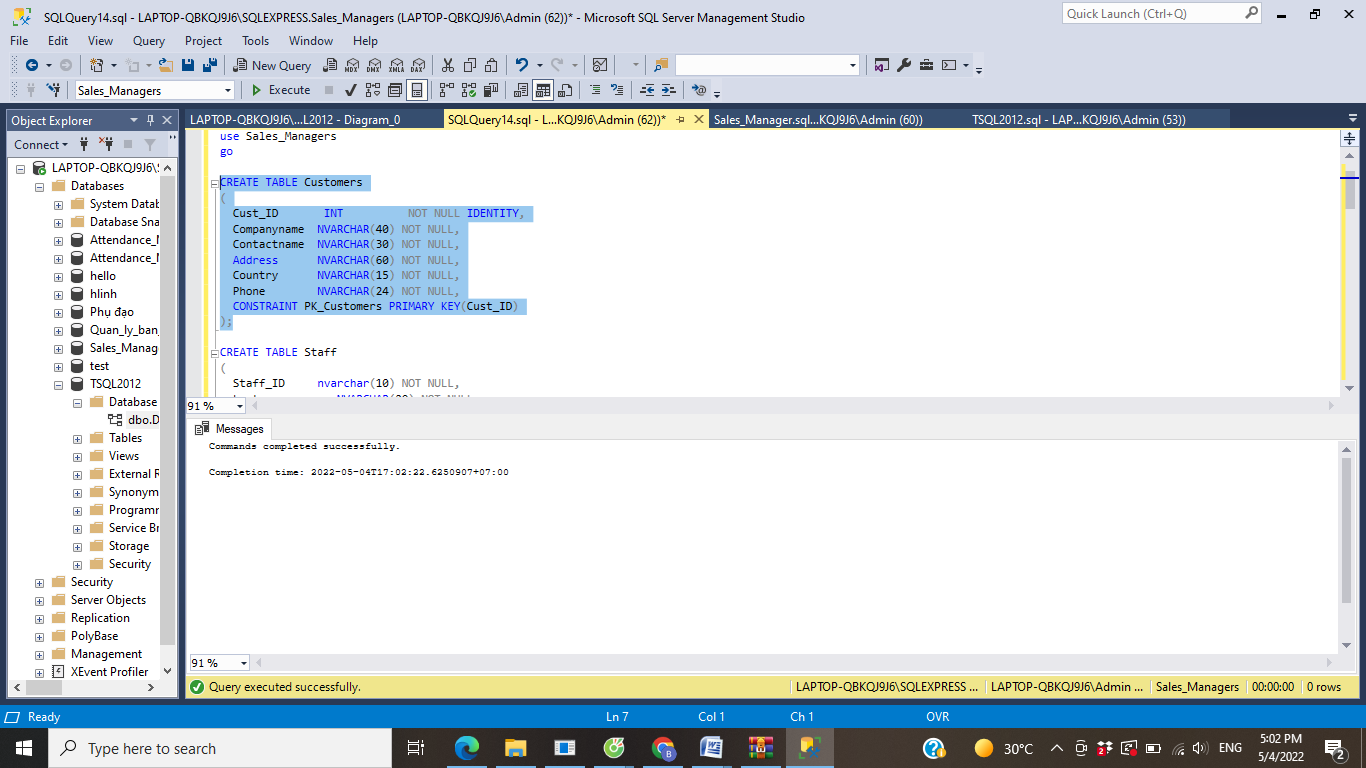 SQLQuery14.sql - LAPTOP-QBKQJ9J6\SQLEXPRESS.Sales_Managers (LAPTOP-QBKQJ9J6\Admin (62))* - Microsoft SQL Server Management Studio
Quick Launch (Ctrl+Q)
File Edit View Query Project Tools Window Help
New Query MDX DMX XMLA DAX
Sales_Managers Execute
Object Explorer
LAPTOP-QBKQJ9J6\...L2012 - Diagram_0 SQLQuery14.sql - L...KQJ9J6\Admin (62))* Sales_Manager.sql...KQJ9J6\Admin (60)) TSQL2012.sql - LAP...KQJ9J6\Admin (53))
Connect
LAPTOP-QBKQJ9J6\S
Databases
System Datab
Database Sna
Attendance_M
Attendance_M
hello
hlinh
Phụ đạo
Quan_ly_ban_
Sales_Manag
test
TSQL2012
Database
dbo.D
Tables
Views
External R
Synonym
Programr
Service Br
Storage
Security
Security
Server Objects
Replication
PolyBase
Management
XEvent Profiler
use Sales_Managers
go
CREATE TABLE Customers
(
Cust_ID INT NOT NULL IDENTITY,
Companyname NVARCHAR(40) NOT NULL,
Contactname NVARCHAR(30) NOT NULL,
Address NVARCHAR(60) NOT NULL,
Country NVARCHAR(15) NOT NULL,
Phone NVARCHAR(24) NOT NULL,
CONSTRAINT PK_Customers PRIMARY KEY(Cust_ID)
);
CREATE TABLE Staff
(
Staff_ID nvarchar(10) NOT NULL,
91 %
Messages
Commands completed successfully.
Completion time: 2022-05-04T17:02:22.6250907+07:00
91 %
Query executed successfully. LAPTOP-QBKQJ9J6\SQLEXPRESS ... LAPTOP-QBKQJ9J6\Admin ... Sales_Managers 00:00:00 0 rows
Ready Ln 7 Col 1 Ch 1 OVR
Type here to search
30°C ENG 5:02 PM
5/4/2022
2